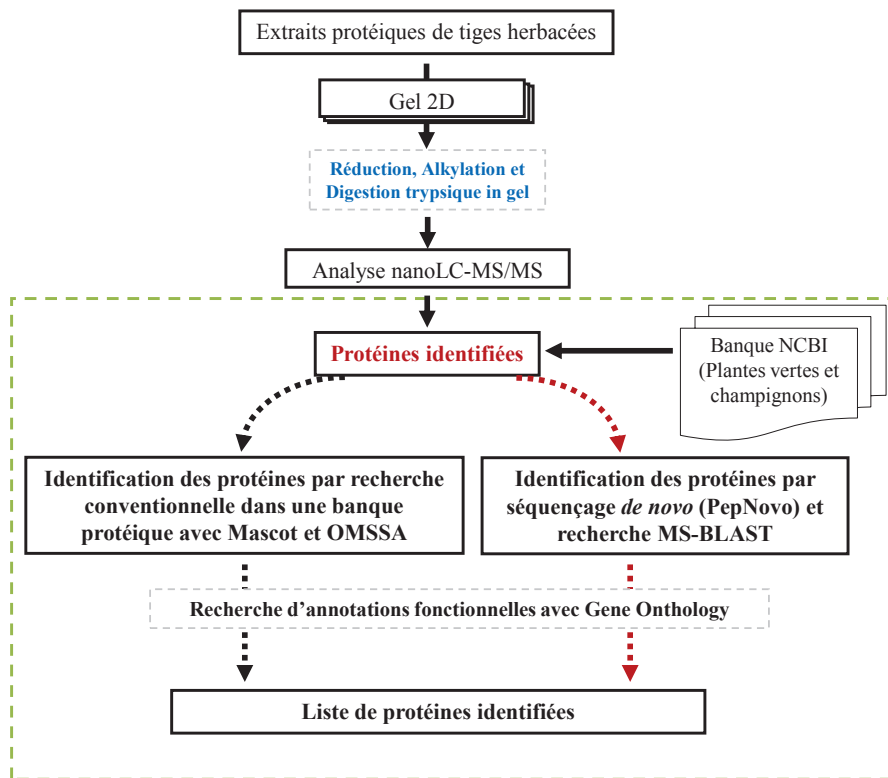 Extraits protéiques de tiges herbacées
Gel 2D
Réduction, Alkylation et
Digestion trypsique in gel
Analyse nanoLC-MS/MS
Protéines identifiées
Banque NCBI
(Plantes vertes et
champignons)
Identification des protéines par recherche
conventionnelle dans une banque
protéique avec Mascot et OMSSA
Identification des protéines par
séquençage de novo (PepNovo) et
recherche MS-BLAST
Recherche d'annotations fonctionnelles avec Gene Onthology
Liste de protéines identifiées